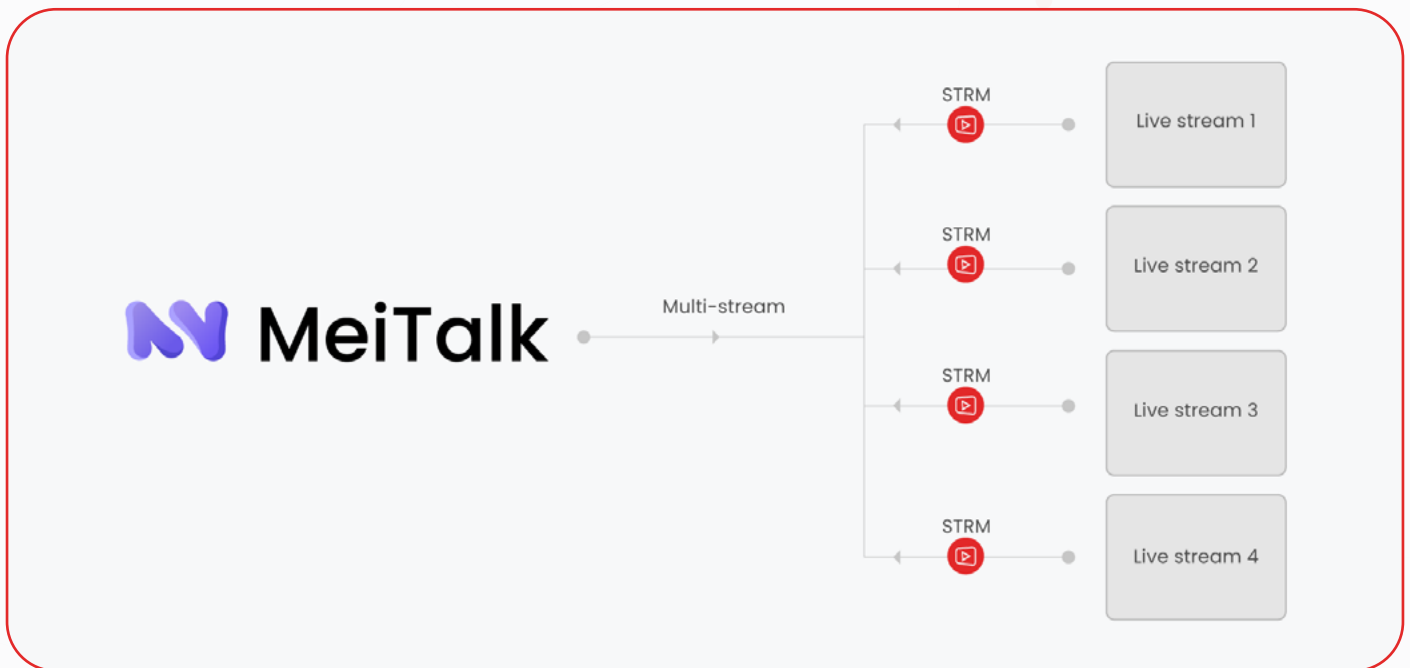 STRM
Live stream 1
STRM
Live stream 2
MeiTalk
Multi-stream
STRM
Live stream 3
STRM
Live stream 4